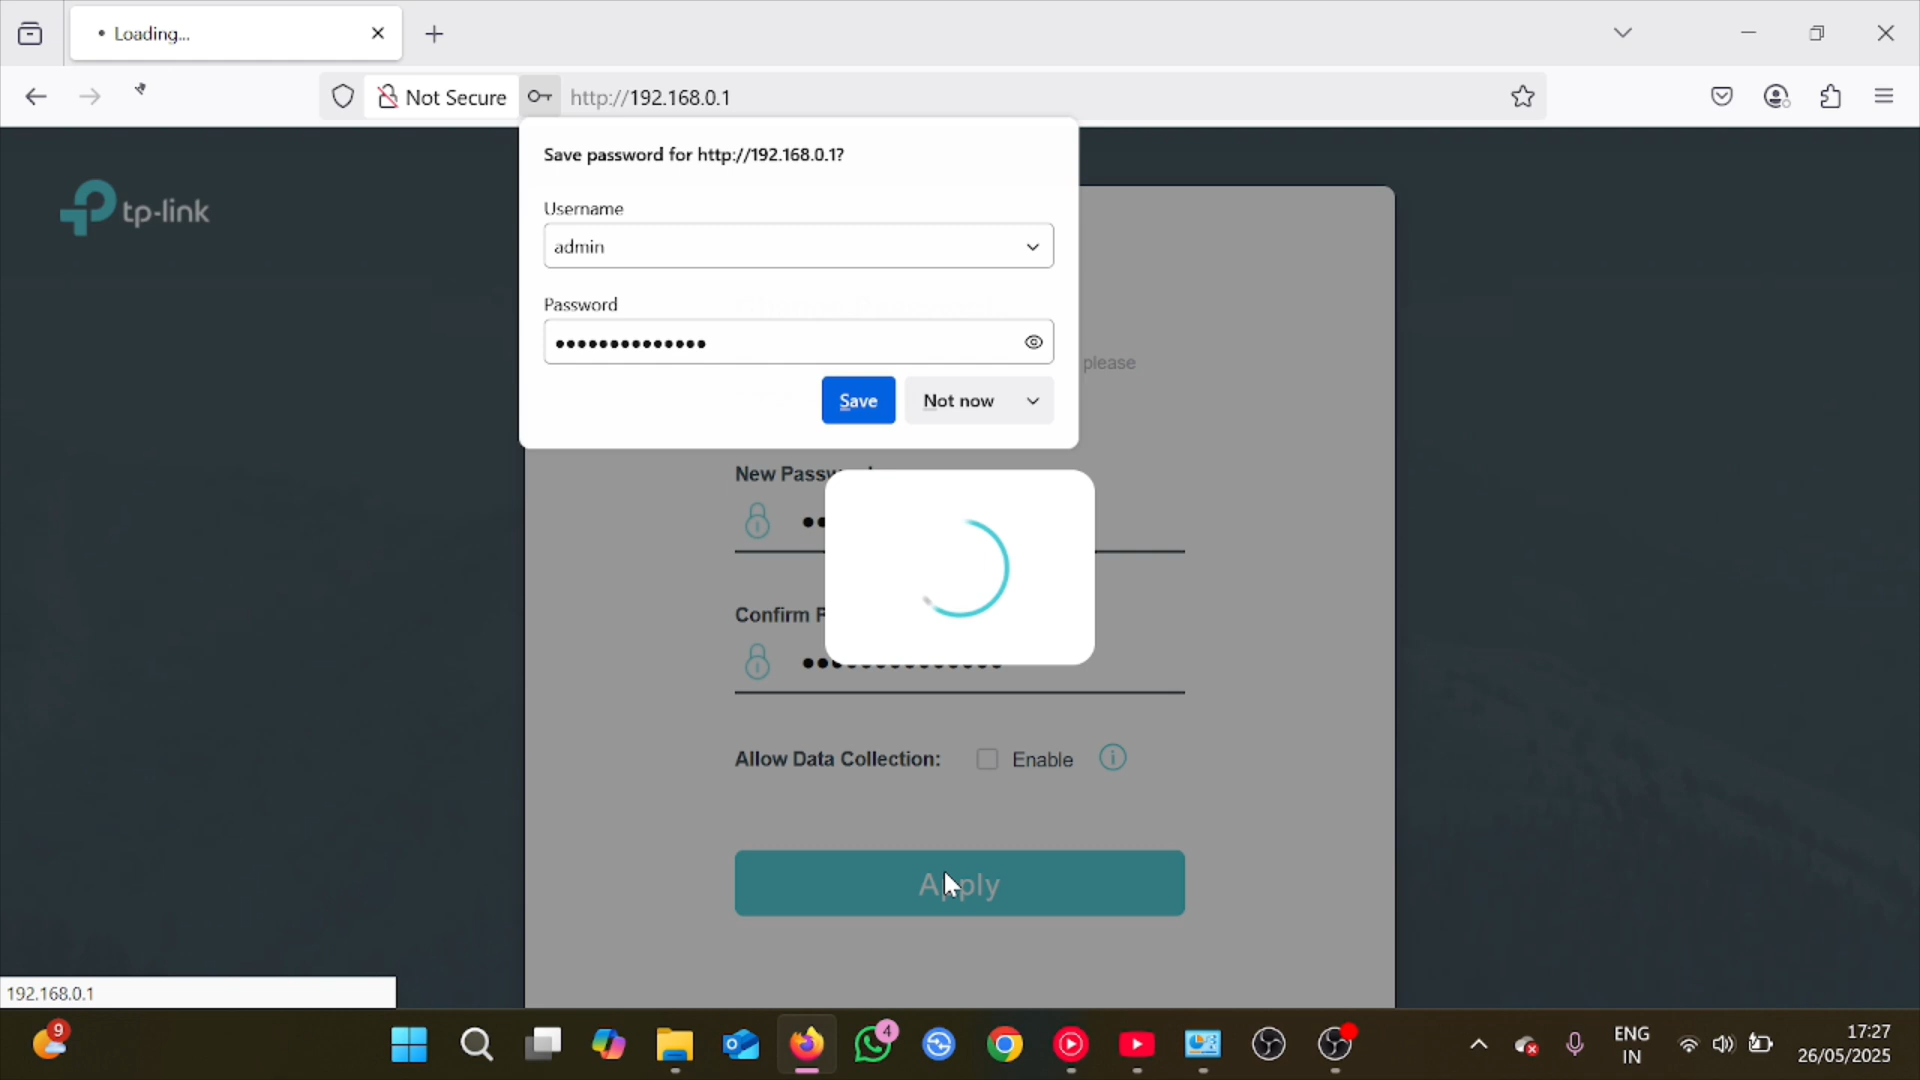 Loading...
Not Secure
http://192.168.0.1
Save password for http://192.168.0.1?
tp-link
Username
admin
Password
please
Save
Not now
New
Confirm
Allow Data Collection:
Enable
Apply
192.168.0.1
9
4
ENG
IN
17:27
26/05/2025